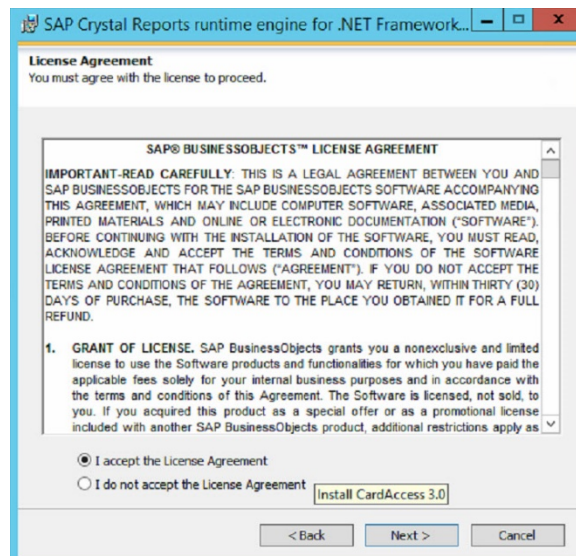 SAP Crystal Reports runtime engine for .NET Framework...
License Agreement
You must agree with the license to proceed.
SAP® BUSINESSOBJECTS™ LICENSE AGREEMENT
IMPORTANT-READ CAREFULLY: THIS IS A LEGAL AGREEMENT BETWEEN YOU AND
SAP BUSINESSOBJECTS FOR THE SAP BUSINESSOBJECTS SOFTWARE ACCOMPANYING
THIS AGREEMENT, WHICH MAY INCLUDE COMPUTER SOFTWARE, ASSOCIATED MEDIA,
PRINTED MATERIALS AND ONLINE OR ELECTRONIC DOCUMENTATION ("SOFTWARE").
BEFORE CONTINUING WITH THE INSTALLATION OF THE SOFTWARE, YOU MUST READ,
ACKNOWLEDGE AND ACCEPT THE TERMS AND CONDITIONS OF THE SOFTWARE
LICENSE AGREEMENT THAT FOLLOWS ("AGREEMENT"). IF YOU DO NOT ACCEPT THE
TERMS AND CONDITIONS OF THE AGREEMENT, YOU MAY RETURN, WITHIN THIRTY (30)
DAYS OF PURCHASE, THE SOFTWARE TO THE PLACE YOU OBTAINED IT FOR A FULL
REFUND.
1. GRANT OF LICENSE. SAP BusinessObjects grants you a nonexclusive and limited
license to use the Software products and functionalities for which you have paid the
applicable fees solely for your internal business purposes and in accordance with
the terms and conditions of this Agreement. The Software is licensed, not sold, to
you. If you acquired this product as a special offer or as a promotional license
included with another SAP BusinessObjects product, additional restrictions apply as
I accept the License Agreement
I do not accept the License Agreement
Install CardAccess 3.0
< Back Next > Cancel